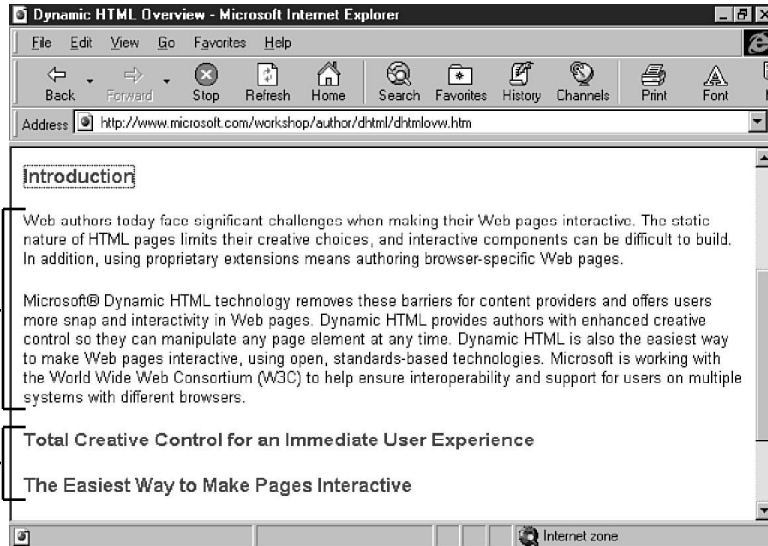 Dynamic HTML Overview - Microsoft Internet Explorer
File Edit View Go Favorites Help
Back Forward Stop Refresh Home Search Favorites History Channels Print Font
Address http://www.microsoft.com/workshop/author/dhtml/dhtmlovw.htm
Introduction
Web authors today face significant challenges when making their Web pages interactive. The static
nature of HTML pages limits their creative choices, and interactive components can be difficult to build.
In addition, using proprietary extensions means authoring browser-specific Web pages.
Microsoft® Dynamic HTML technology removes these barriers for content providers and offers users
more snap and interactivity in Web pages. Dynamic HTML provides authors with enhanced creative
control so they can manipulate any page element at any time. Dynamic HTML is also the easiest way
to make Web pages interactive, using open, standards-based technologies. Microsoft is working with
the World Wide Web Consortium (W3C) to help ensure interoperability and support for users on multiple
systems with different browsers.
Total Creative Control for an Immediate User Experience
The Easiest Way to Make Pages Interactive
Internet zone